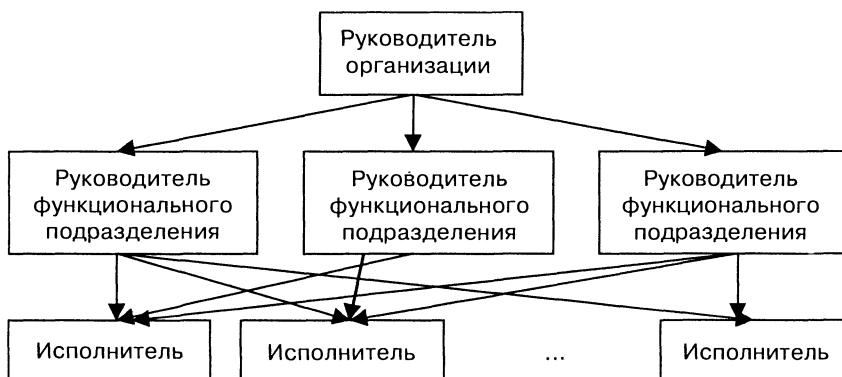 Руководитель
организации
Руководитель
функционального
подразделения
Руководитель
функционального
подразделения
Руководитель
функционального
подразделения
Исполнитель
Исполнитель
...
Исполнитель